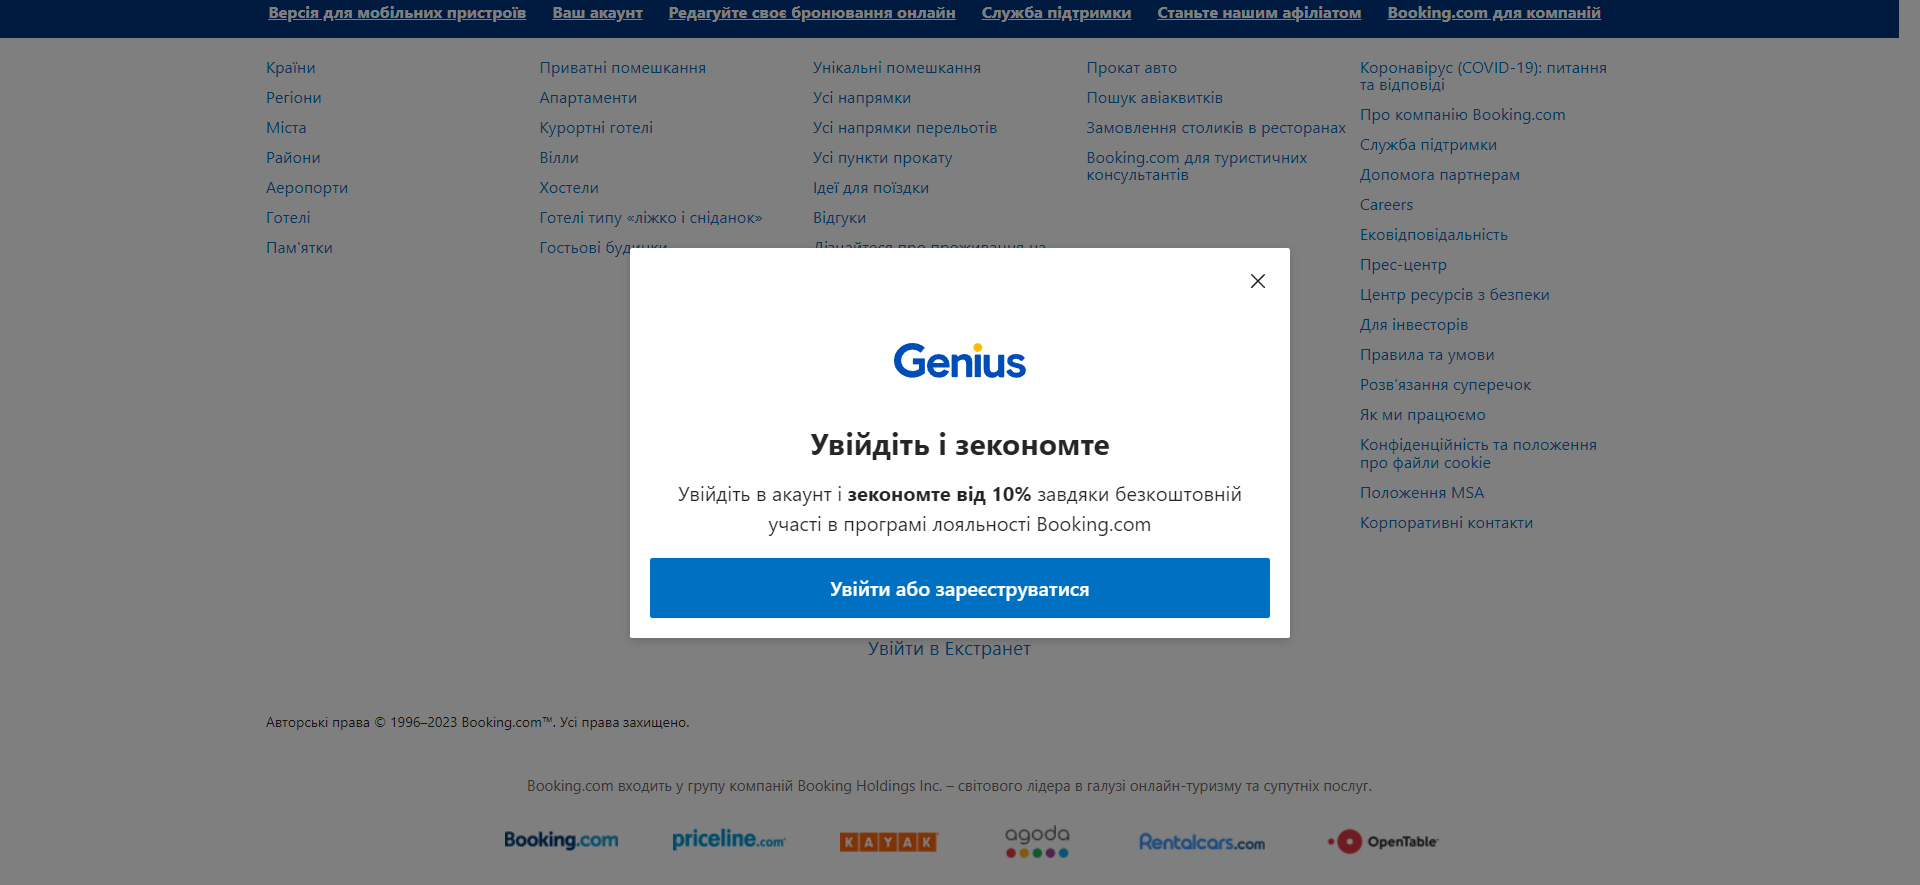 Версія для мобільних пристроїв Ваш акаунт Редагуйте своє бронювання онлайн Служба підтримки Станьте нашим афіліатом Booking.com для компаній
Країни
Регіони
Міста
Райони
Аеропорти
Готелі
Пам'ятки
Приватні помешкання
Апартаменти
Курортні готелі
Вілли
Хостели
Готелі типу «ліжко і сніданок»
Гостьові будинки
Унікальні помешкання
Усі напрямки
Усі напрямки перельотів
Усі пункти прокату
Ідеї для поїздки
Відгуки
Дізнайтеся про проживання на
Прокат авто
Пошук авіаквитків
Замовлення столиків в ресторанах
Booking.com для туристичних
консультантів
Коронавірус (COVID-19): питання
та відповіді
Про компанію Booking.com
Служба підтримки
Допомога партнерам
Careers
Ековідповідальність
Прес-центр
Центр ресурсів з безпеки
Для інвесторів
Правила та умови
Розв'язання суперечок
Як ми працюємо
Конфіденційність та положення
про файли cookie
Положення MSA
Корпоративні контакти
Genius
Увійдіть і зекономте
Увійдіть в акаунт і зекономте від 10% завдяки безкоштовній
участі в програмі лояльності Booking.com
Увійти або зареєструватися
Увійти в Екстранет
Авторські права © 1996–2023 Booking.com™. Усі права захищено.
Booking.com входить у групу компаній Booking Holdings Inc. – світового лідера в галузі онлайн-туризму та супутніх послуг.
Booking.com priceline.com KAYAK agoda Rentalcars.com OpenTable